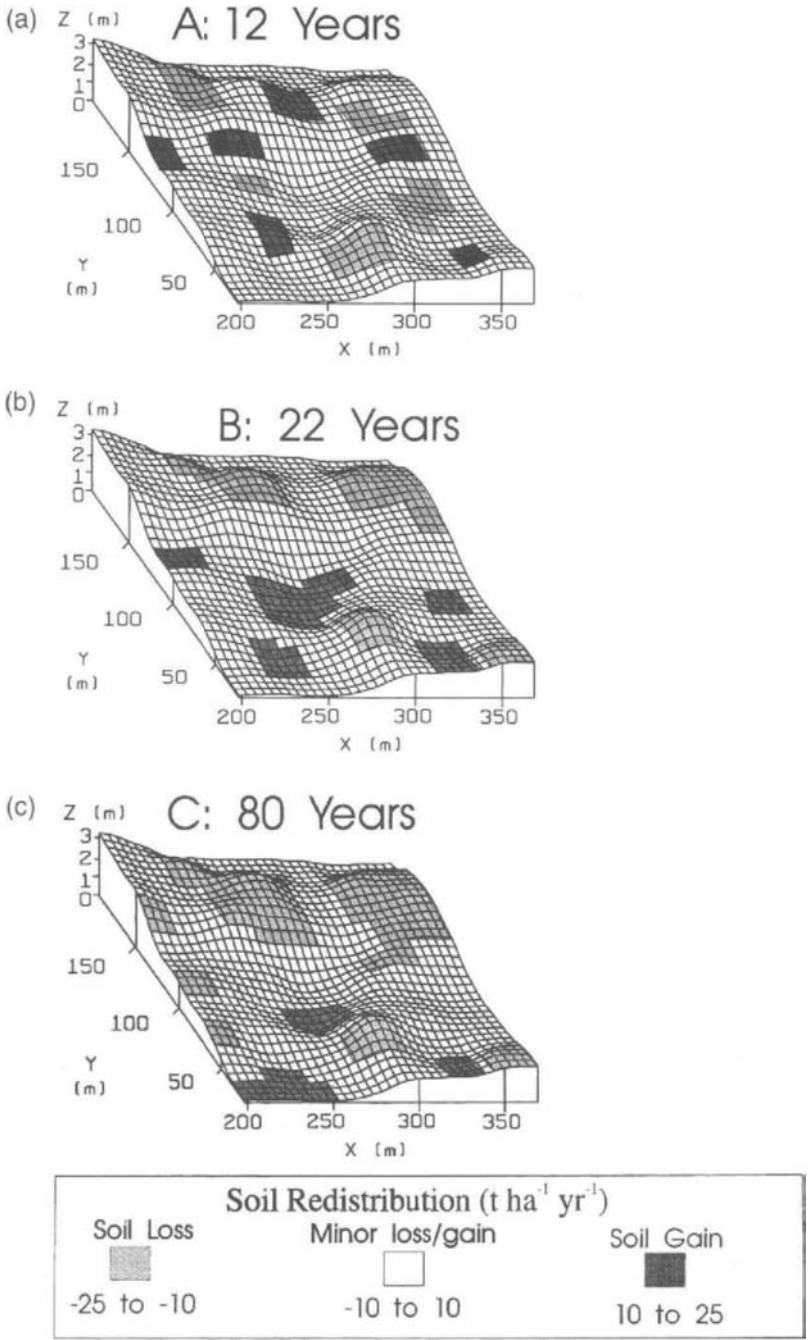 (a) Z (m) A: 12 Years
3
2
1
0
150
100
Y 50
(m)
200 250 300 350
X (m)
(b) Z (m) B: 22 Years
3
2
1
0
150
100
Y 50
(m)
200 250 300 350
X (m)
(c) Z (m) C: 80 Years
3
2
1
0
150
100
Y 50
(m)
200 250 300 350
X (m)
Soil Redistribution (t ha⁻¹ yr⁻¹)
Soil Loss Minor loss/gain Soil Gain
-25 to -10 -10 to 10 10 to 25